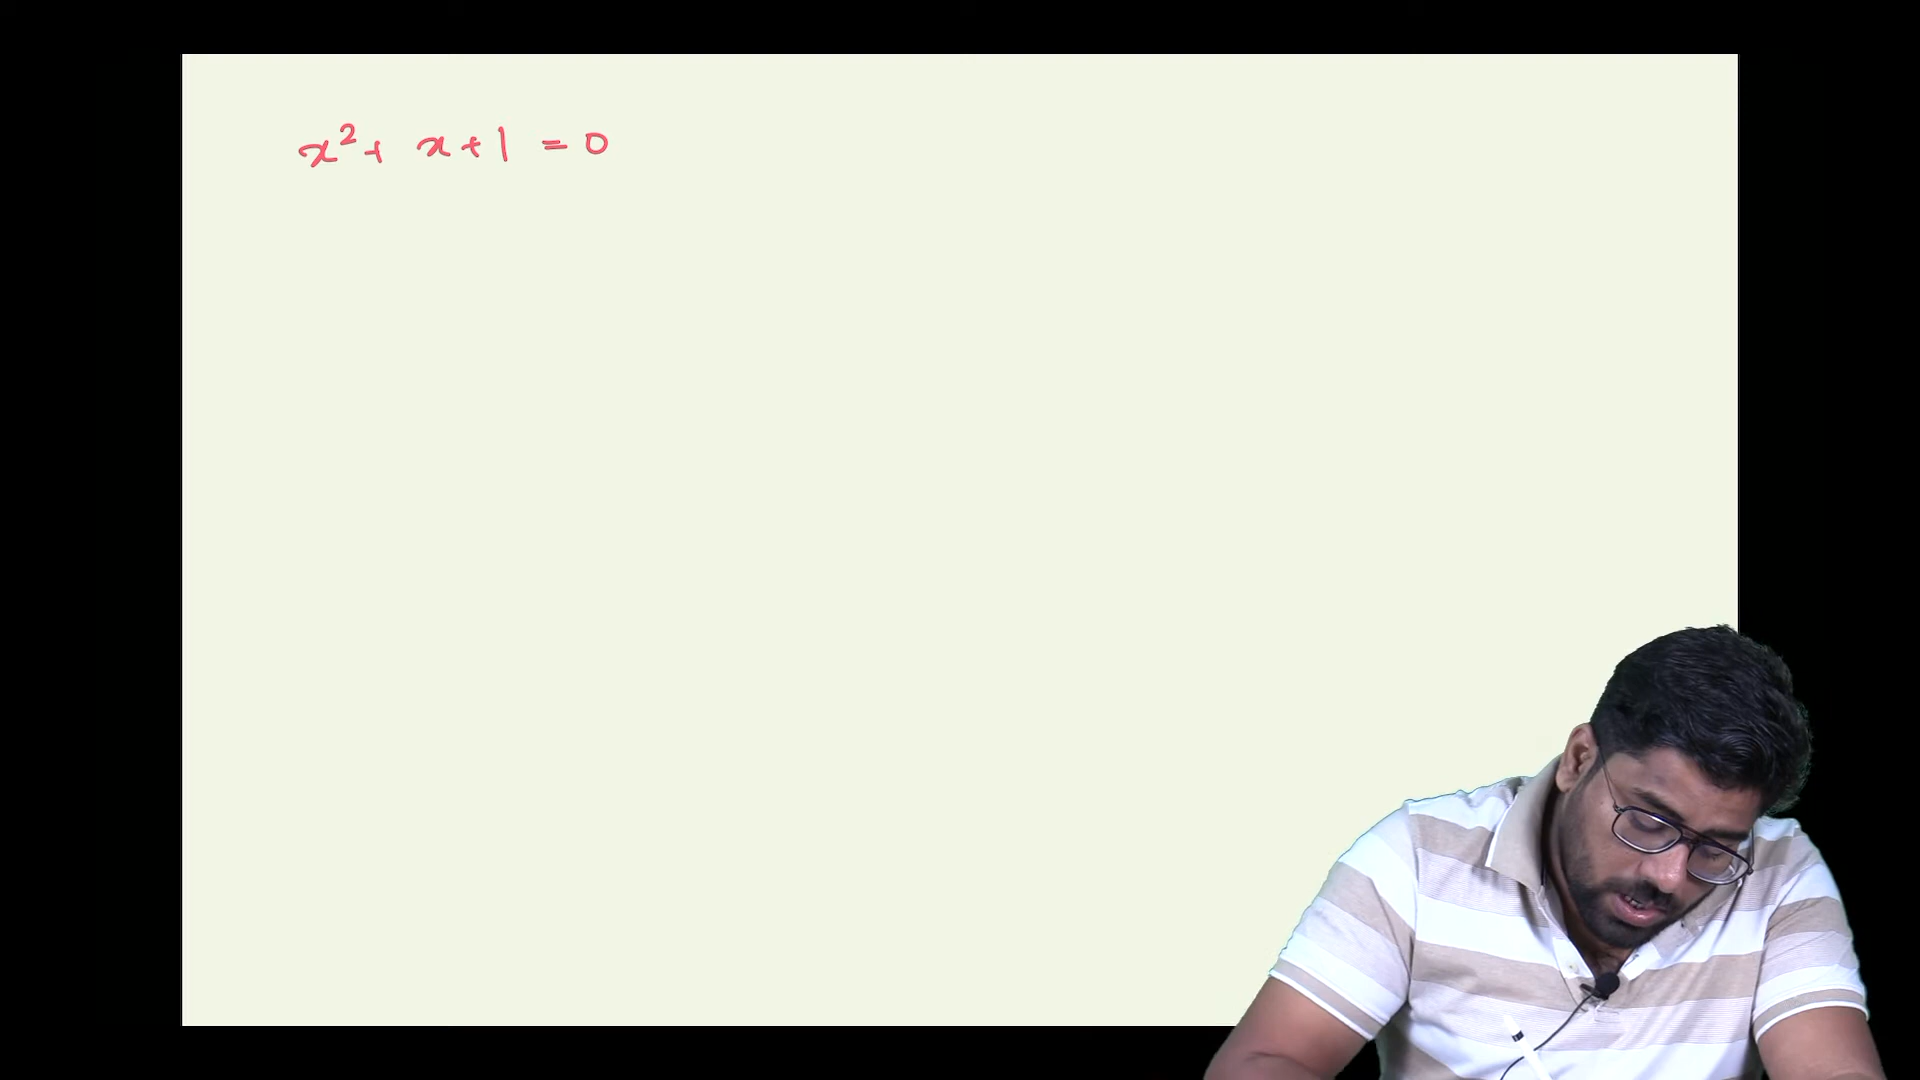 x² + x + 1 = 0